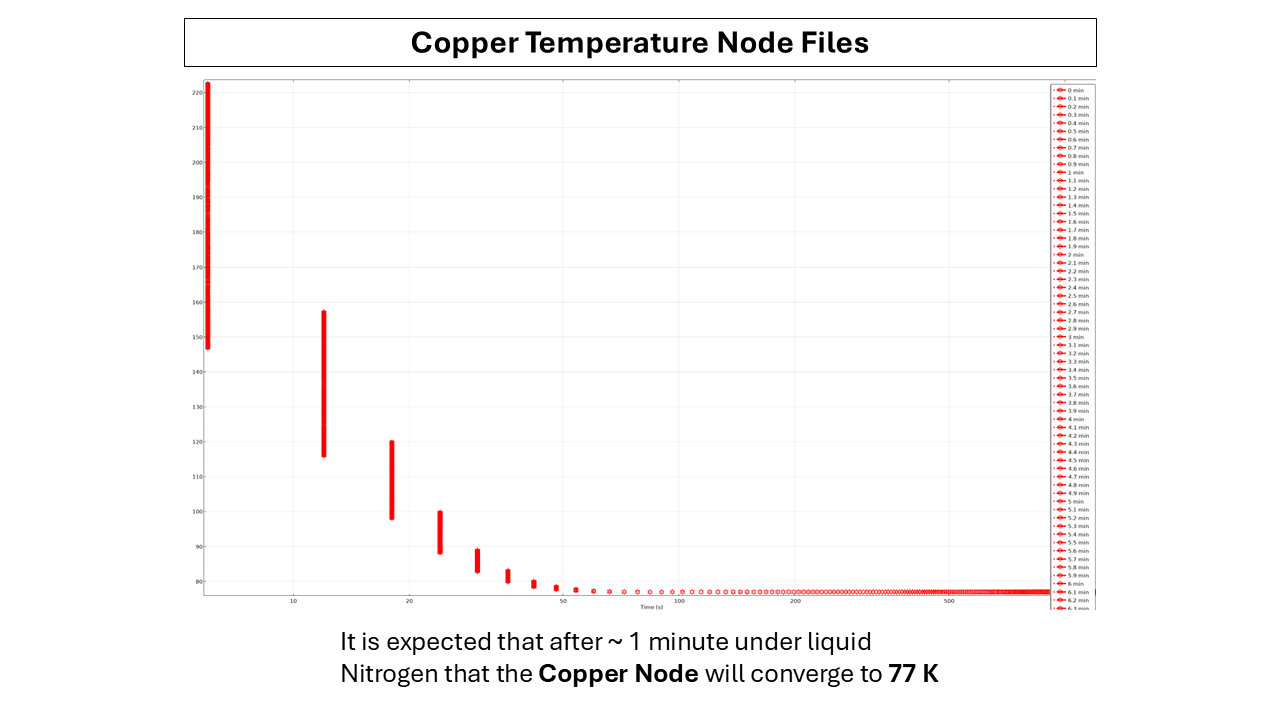 Copper Temperature Node Files
220
210
200
190
180
170
160
150
140
130
120
110
100
90
80
10
20
50
100
200
500
Time (s)
0 min
0.1 min
0.2 min
0.3 min
0.4 min
0.5 min
0.6 min
0.7 min
0.8 min
0.9 min
1 min
1.1 min
1.2 min
1.3 min
1.4 min
1.5 min
1.6 min
1.7 min
1.8 min
1.9 min
2 min
2.1 min
2.2 min
2.3 min
2.4 min
2.5 min
2.6 min
2.7 min
2.8 min
2.9 min
3 min
3.1 min
3.2 min
3.3 min
3.4 min
3.5 min
3.6 min
3.7 min
3.8 min
3.9 min
4 min
4.1 min
4.2 min
4.3 min
4.4 min
4.5 min
4.6 min
4.7 min
4.8 min
4.9 min
5 min
5.1 min
5.2 min
5.3 min
5.4 min
5.5 min
5.6 min
5.7 min
5.8 min
5.9 min
6 min
6.1 min
6.2 min
6.3 min
It is expected that after ~ 1 minute under liquid
Nitrogen that the Copper Node will converge to 77 K